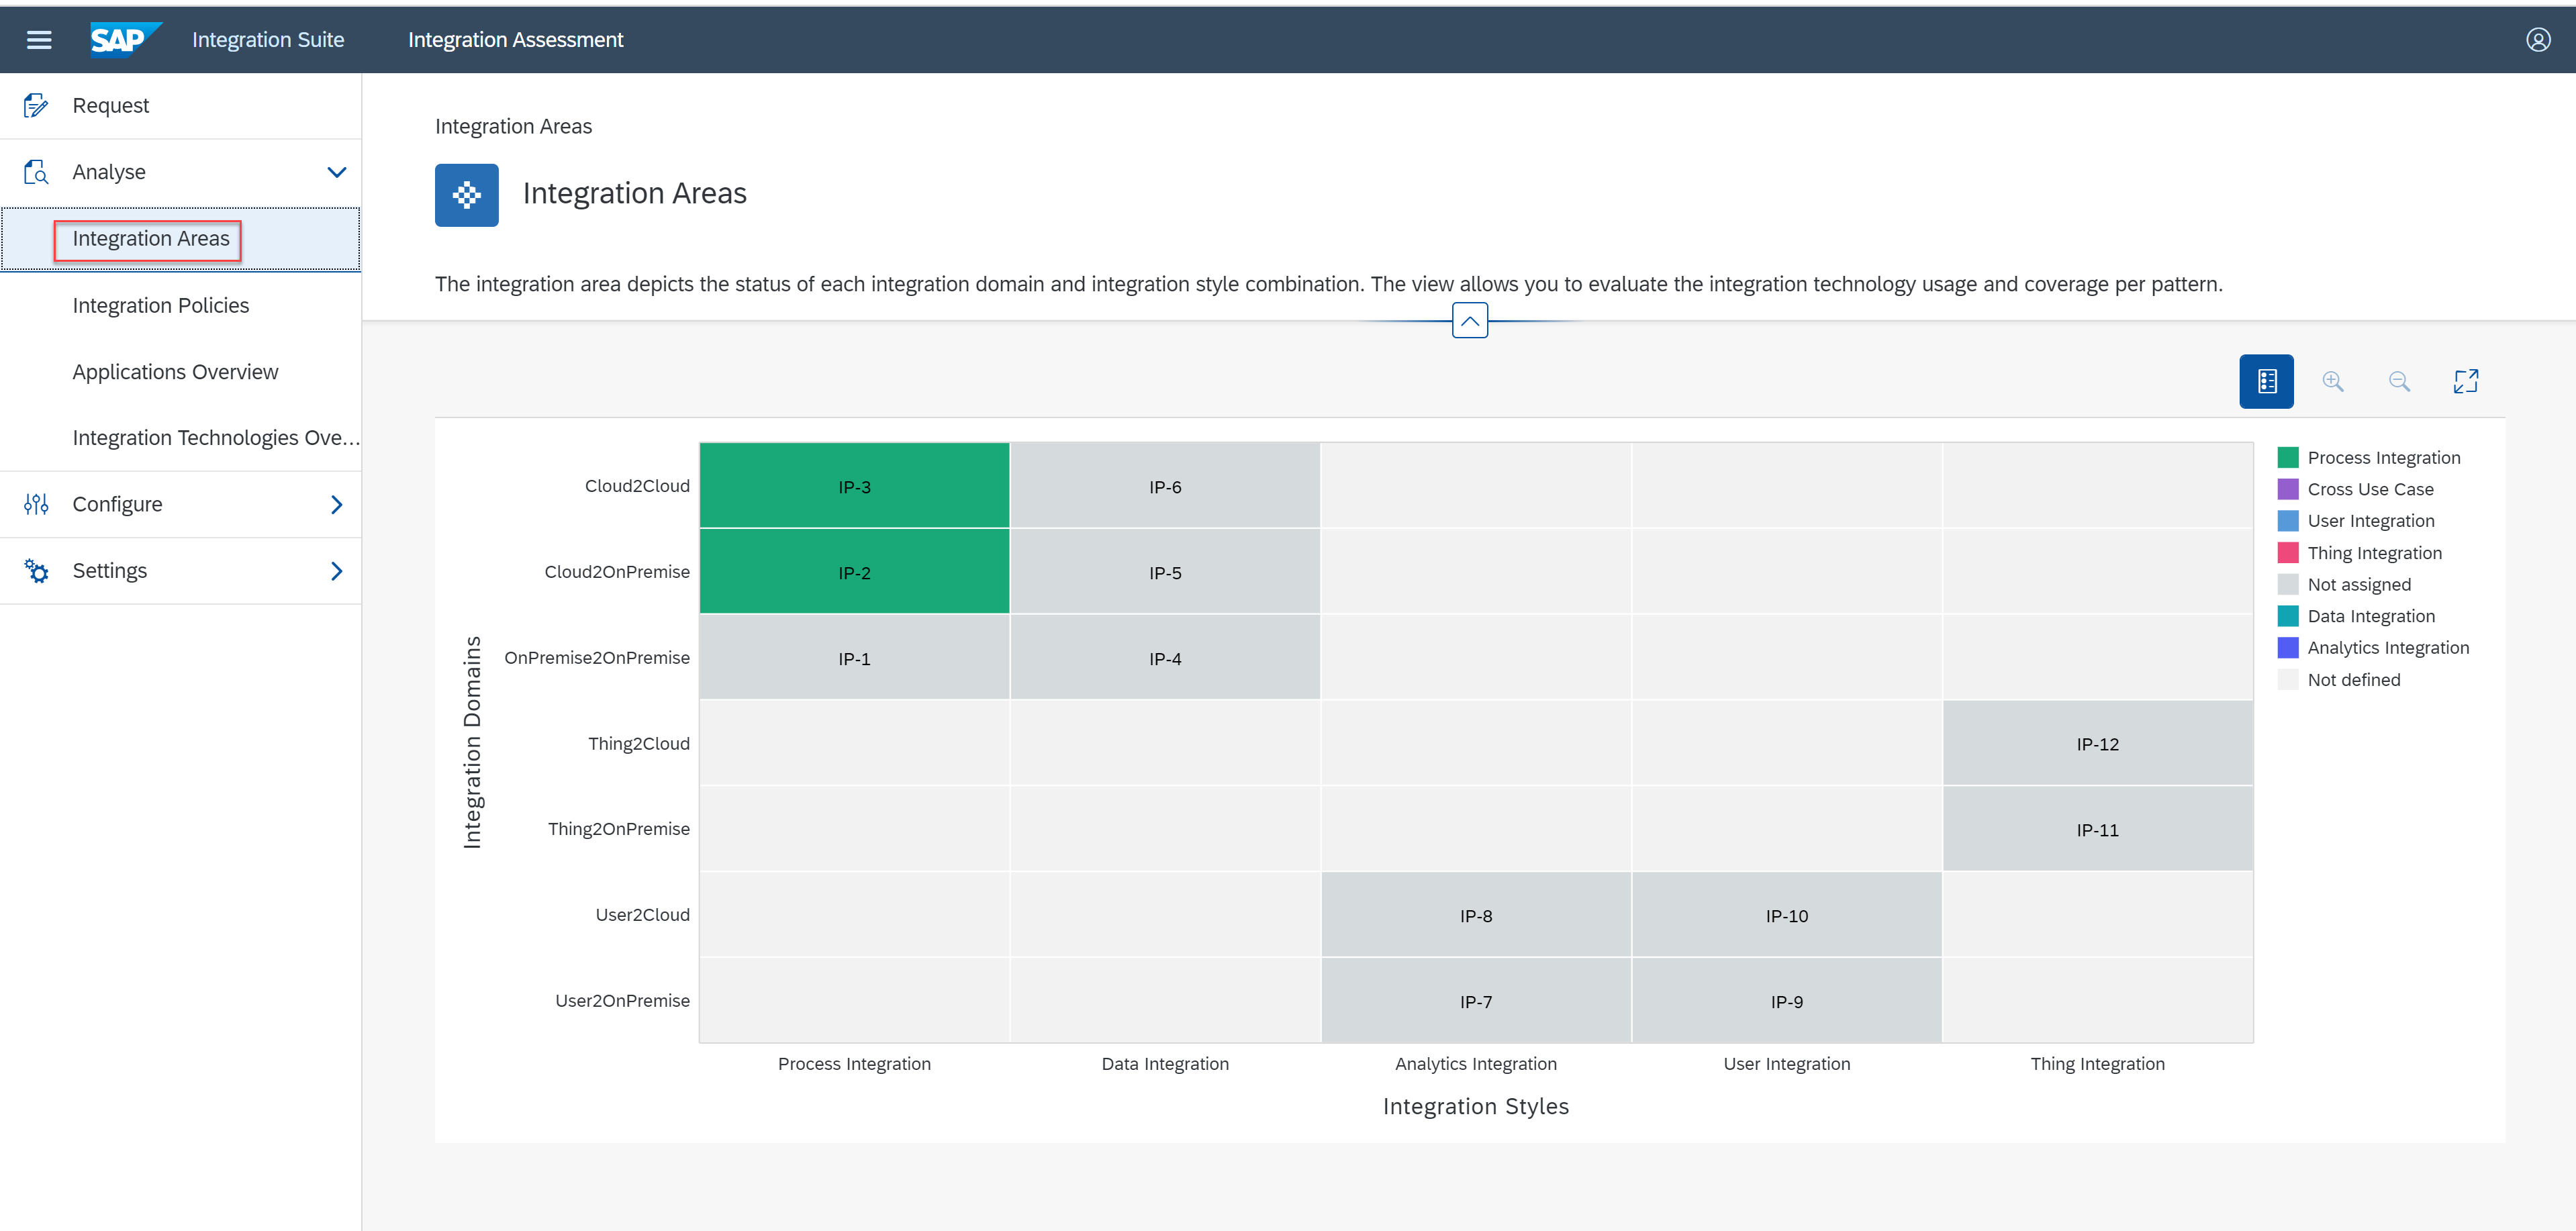 SAP Integration Suite Integration Assessment
Request
Analyse
Integration Areas
Integration Policies
Applications Overview
Integration Technologies Ove...
Configure
Settings
Integration Areas
Integration Areas
The integration area depicts the status of each integration domain and integration style combination. The view allows you to evaluate the integration technology usage and coverage per pattern.
Integration Domains
Cloud2Cloud IP-3 IP-6
Cloud2OnPremise IP-2 IP-5
OnPremise2OnPremise IP-1 IP-4
Thing2Cloud IP-12
Thing2OnPremise IP-11
User2Cloud IP-8 IP-10
User2OnPremise IP-7 IP-9
Process Integration Data Integration Analytics Integration User Integration Thing Integration
Integration Styles
Process Integration
Cross Use Case
User Integration
Thing Integration
Not assigned
Data Integration
Analytics Integration
Not defined